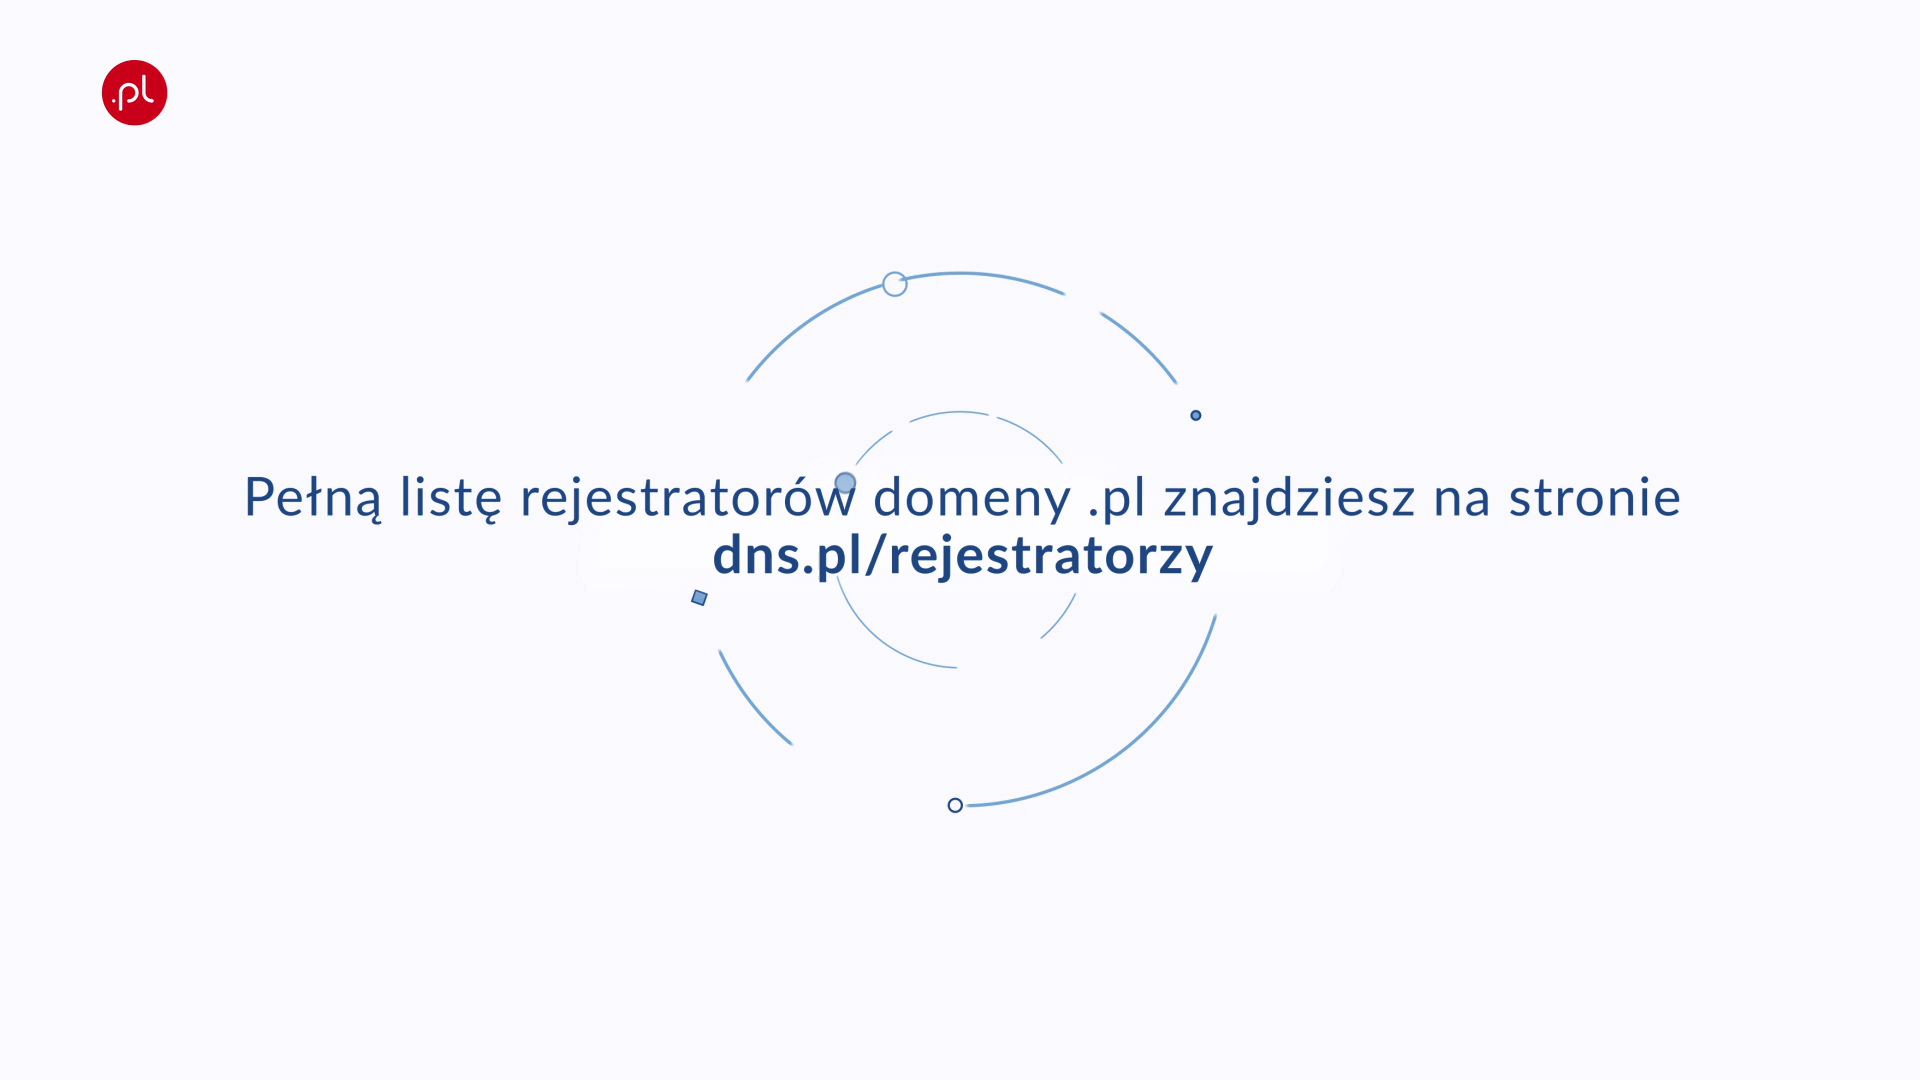 .pl
Pełną listę rejestratorów domeny .pl znajdziesz na stronie
dns.pl/rejestratorzy